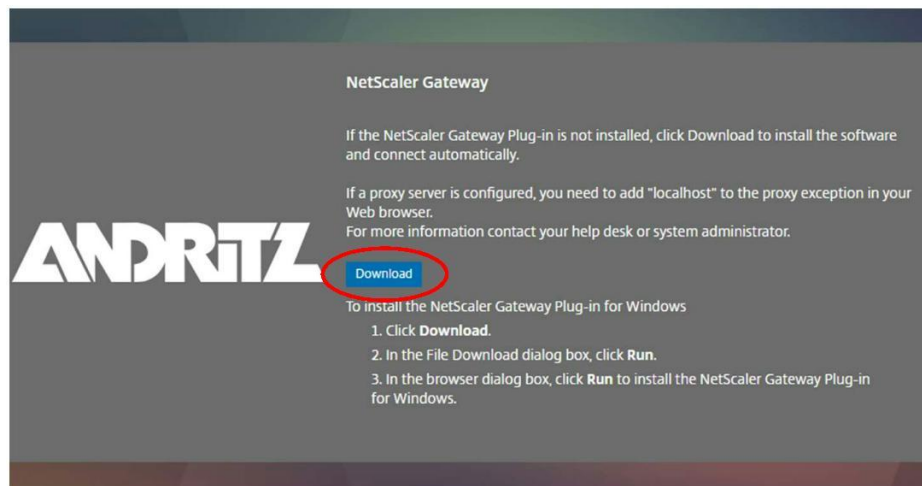 NetScaler Gateway
If the NetScaler Gateway Plug-in is not installed, click Download to install the software
and connect automatically.
If a proxy server is configured, you need to add "localhost" to the proxy exception in your
Web browser.
For more information contact your help desk or system administrator.
ANDRITZ
Download
To install the NetScaler Gateway Plug-in for Windows
1. Click Download.
2. In the File Download dialog box, click Run.
3. In the browser dialog box, click Run to install the NetScaler Gateway Plug-in
for Windows.